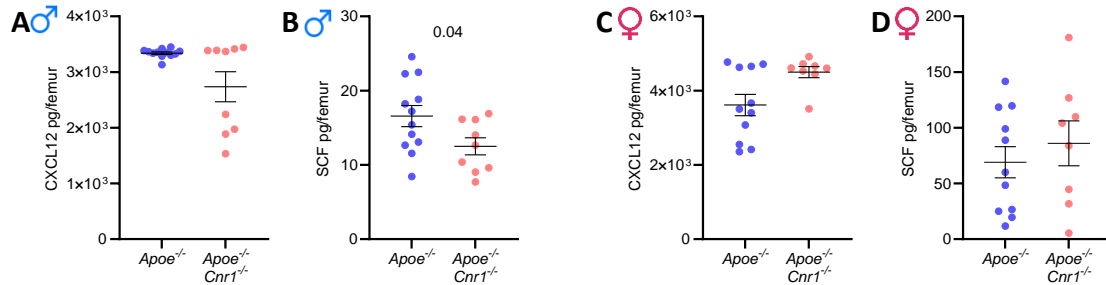 A♂
CXCL12 pg/femur
4×10³
3×10³
2×10³
1×10³
0
Apoe⁻/⁻
Apoe⁻/⁻
Cnr1⁻/⁻
B♂
0.04
SCF pg/femur
30
20
10
0
Apoe⁻/⁻
Apoe⁻/⁻
Cnr1⁻/⁻
C♀
CXCL12 pg/femur
6×10³
4×10³
2×10³
0
Apoe⁻/⁻
Apoe⁻/⁻
Cnr1⁻/⁻
D♀
SCF pg/femur
200
150
100
50
0
Apoe⁻/⁻
Apoe⁻/⁻
Cnr1⁻/⁻